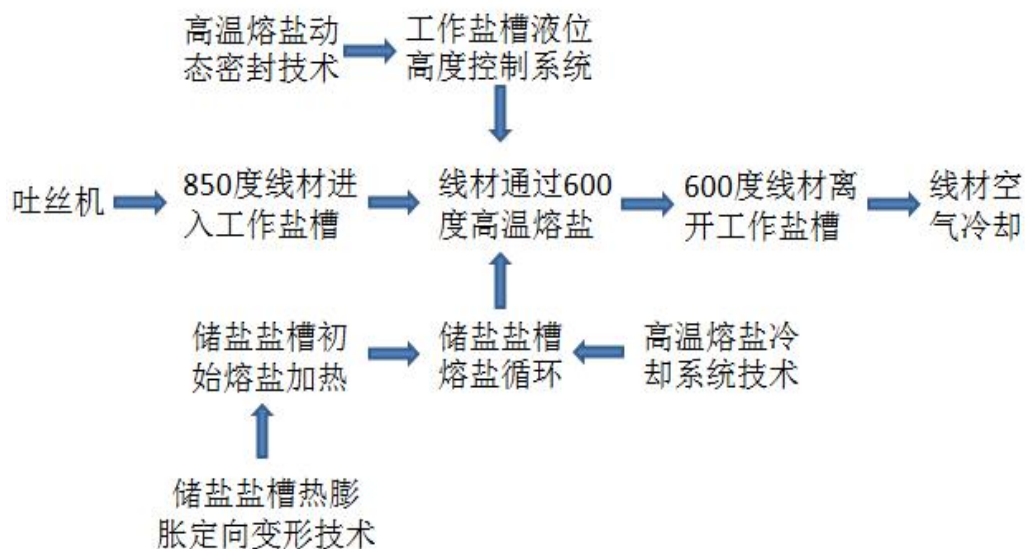 高温熔盐动
态密封技术
工作盐槽液位
高度控制系统
吐丝机
850度线材进
入工作盐槽
线材通过600
度高温熔盐
600度线材离
开工作盐槽
线材空
气冷却
储盐盐槽初
始熔盐加热
储盐盐槽
熔盐循环
高温熔盐冷
却系统技术
储盐盐槽热膨
胀定向变形技术